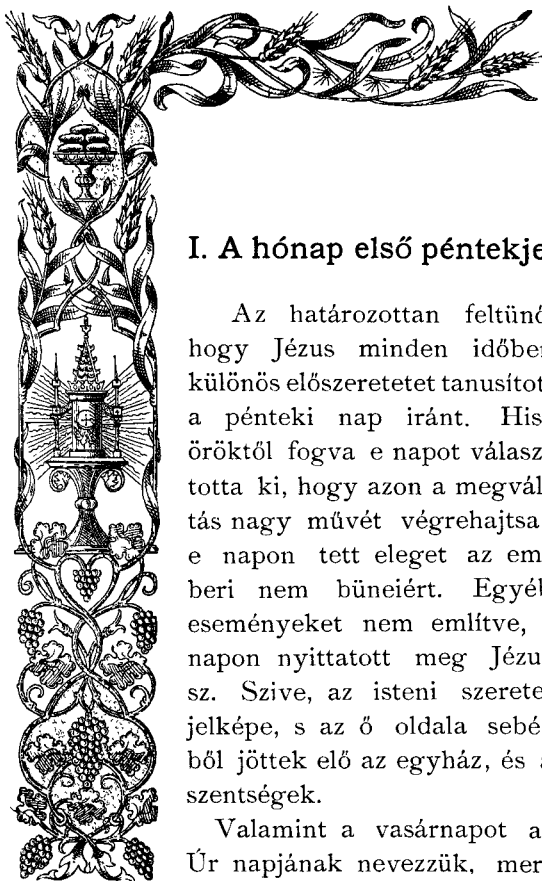 I. A hónap első péntekje
Az határozottan feltünő
hogy Jézus minden időben
különös előszeretetet tanusított
a pénteki nap iránt. His
öröktől fogva e napot válasz
totta ki, hogy azon a megvál
tás nagy művét végrehajtsa
e napon tett eleget az em
beri nem büneiért. Egyéb
eseményeket nem említve,
napon nyittatott meg Jézu
sz. Szive, az isteni szerete
jelképe, s az ő oldala sebé
ből jöttek elő az egyház, és a
szentségek.
Valamint a vasárnapot a
Úr napjának nevezzük, mer